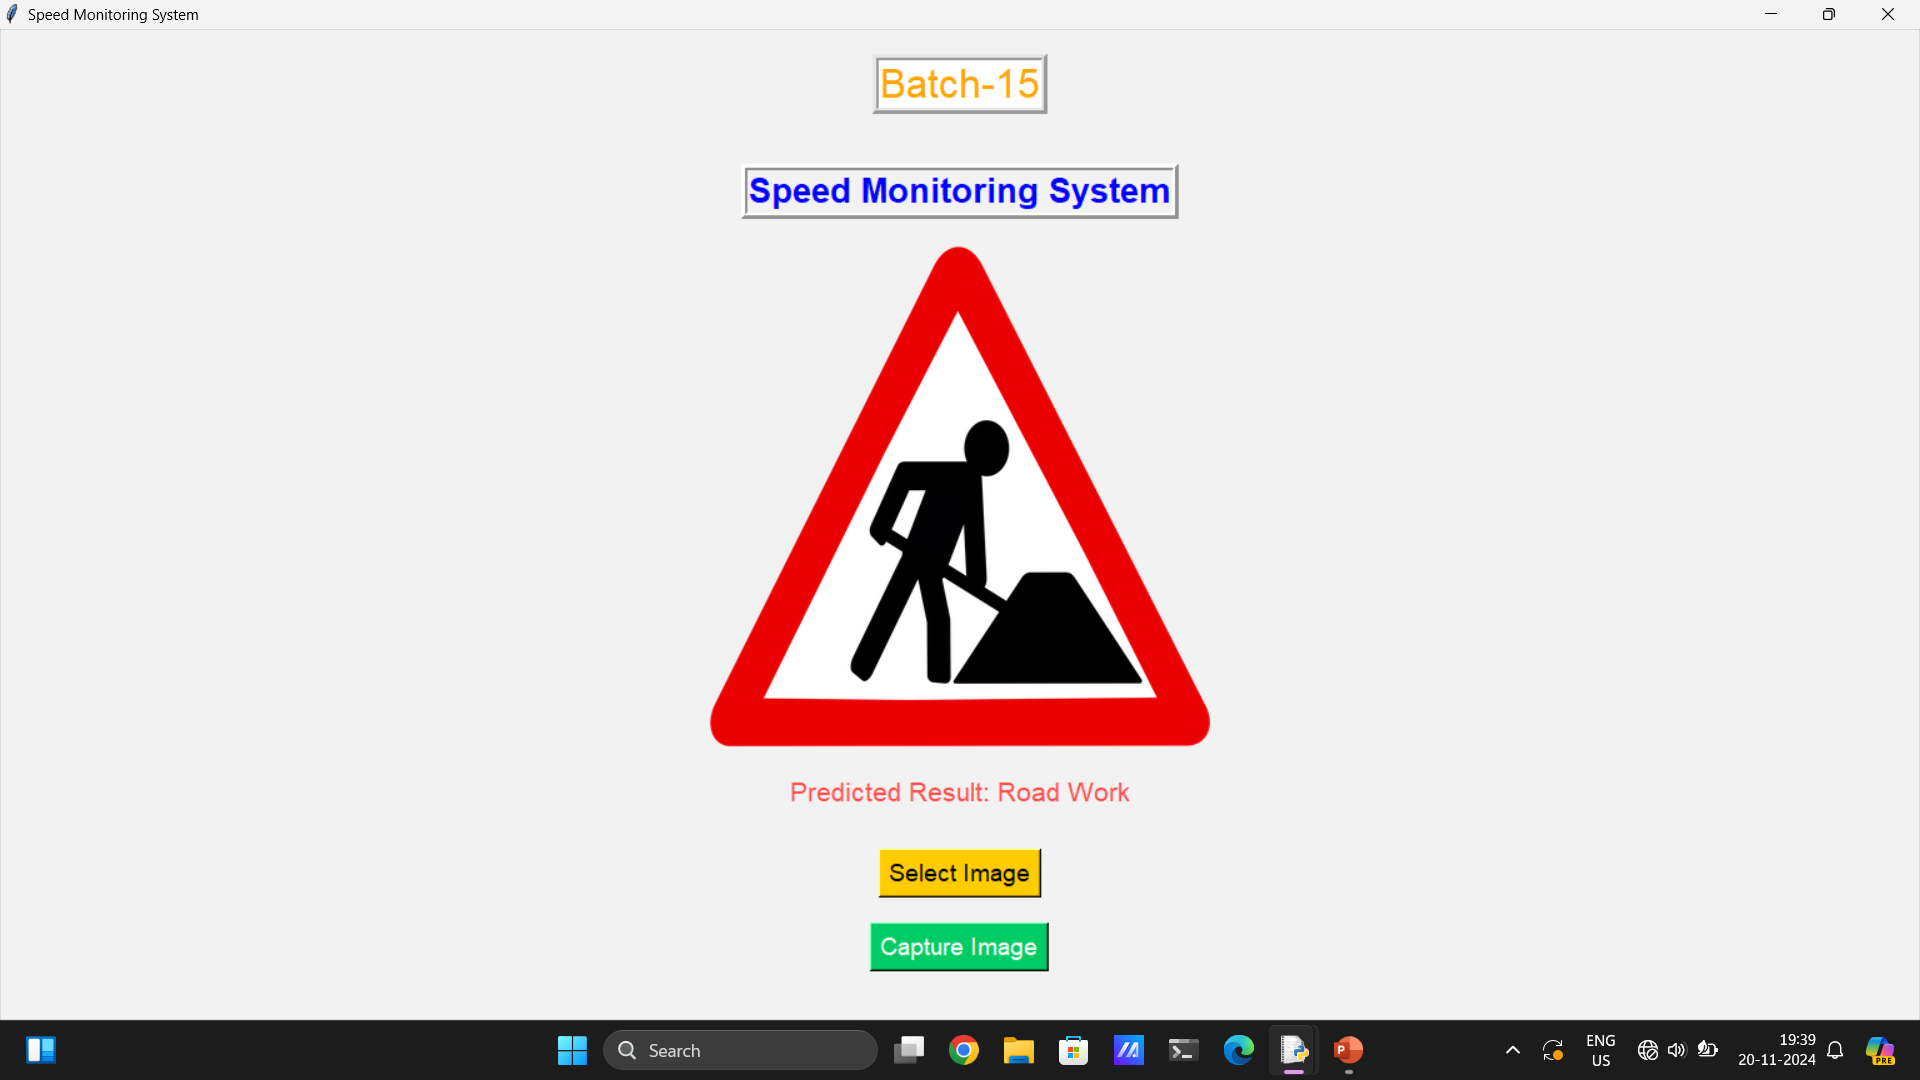 Speed Monitoring System
Batch-15
Speed Monitoring System
Predicted Result: Road Work
Select Image
Capture Image
Search
P
ENG
US
19:39
20-11-2024
PRE